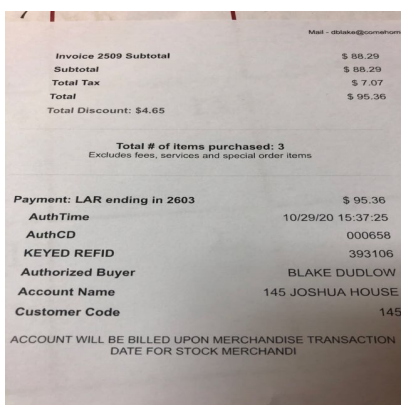 Mail - dblake@comehom
Invoice 2509 Subtotal $ 88.29
Subtotal $ 88.29
Total Tax $ 7.07
Total $ 95.36
Total Discount: $4.65
Total # of items purchased: 3
Excludes fees, services and special order items
Payment: LAR ending in 2603 $ 95.36
AuthTime 10/29/20 15:37:25
AuthCD 000658
KEYED REFID 393106
Authorized Buyer BLAKE DUDLOW
Account Name 145 JOSHUA HOUSE
Customer Code 145
ACCOUNT WILL BE BILLED UPON MERCHANDISE TRANSACTION
DATE FOR STOCK MERCHANDI